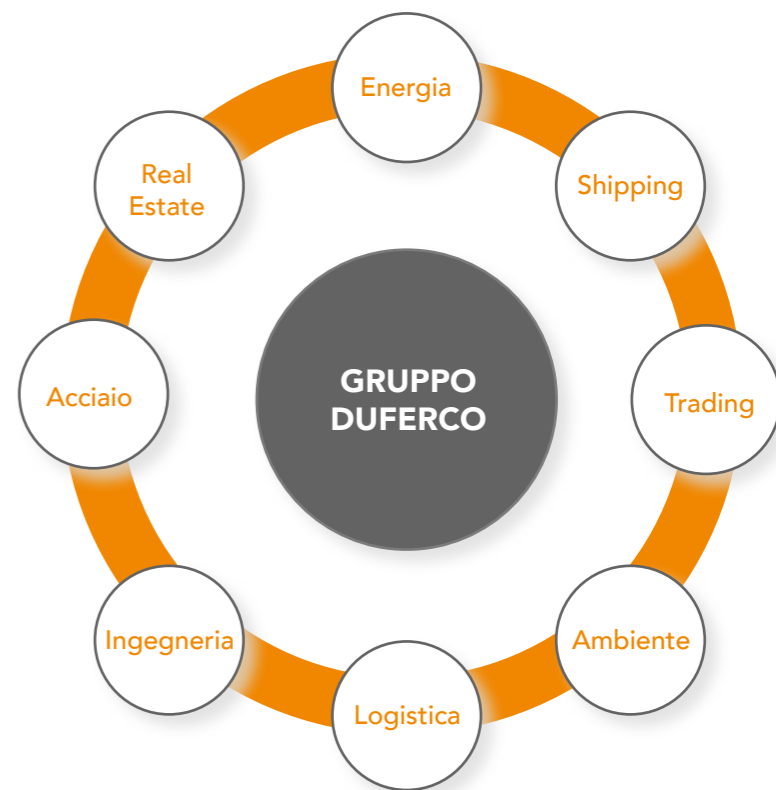 Energia
Shipping
Trading
Ambiente
Logistica
Ingegneria
Acciaio
Real
Estate
GRUPPO
DUFERCO